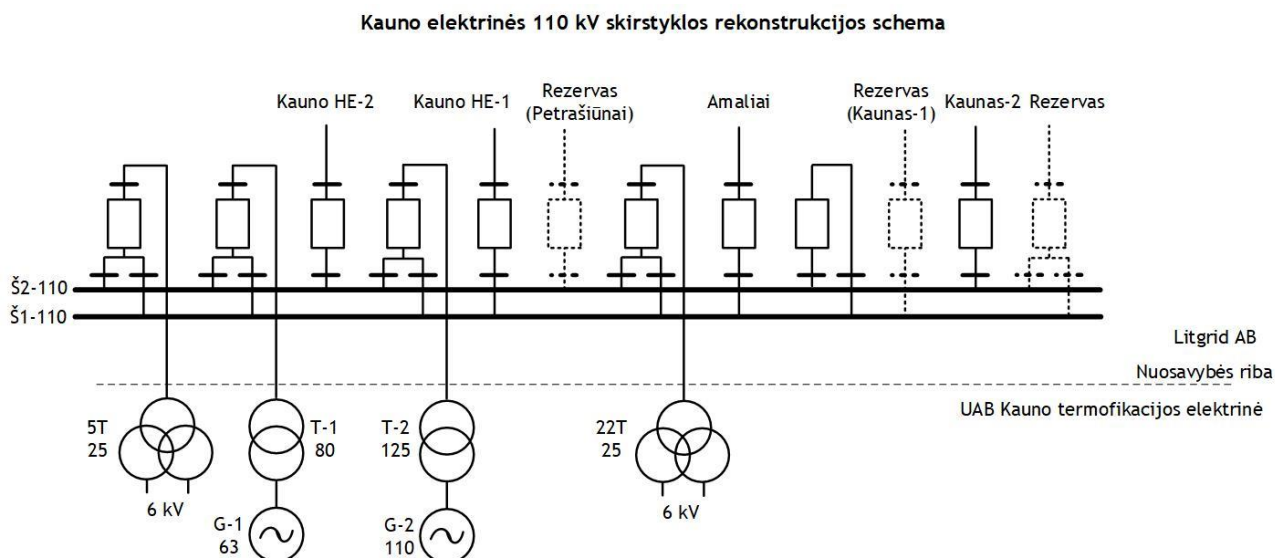 Kauno elektrinės 110 kV skirstyklos rekonstrukcijos schema
Kauno HE-2
Kauno HE-1
Rezervas
(Petrašiūnai)
Amaliai
Rezervas
(Kaunas-1)
Kaunas-2
Rezervas
Š2-110
Š1-110
Litgrid AB
Nuosavybės riba
UAB Kauno termofikacijos elektrinė
5T
25
6 kV
T-1
80
G-1
63
T-2
125
G-2
110
22T
25
6 kV